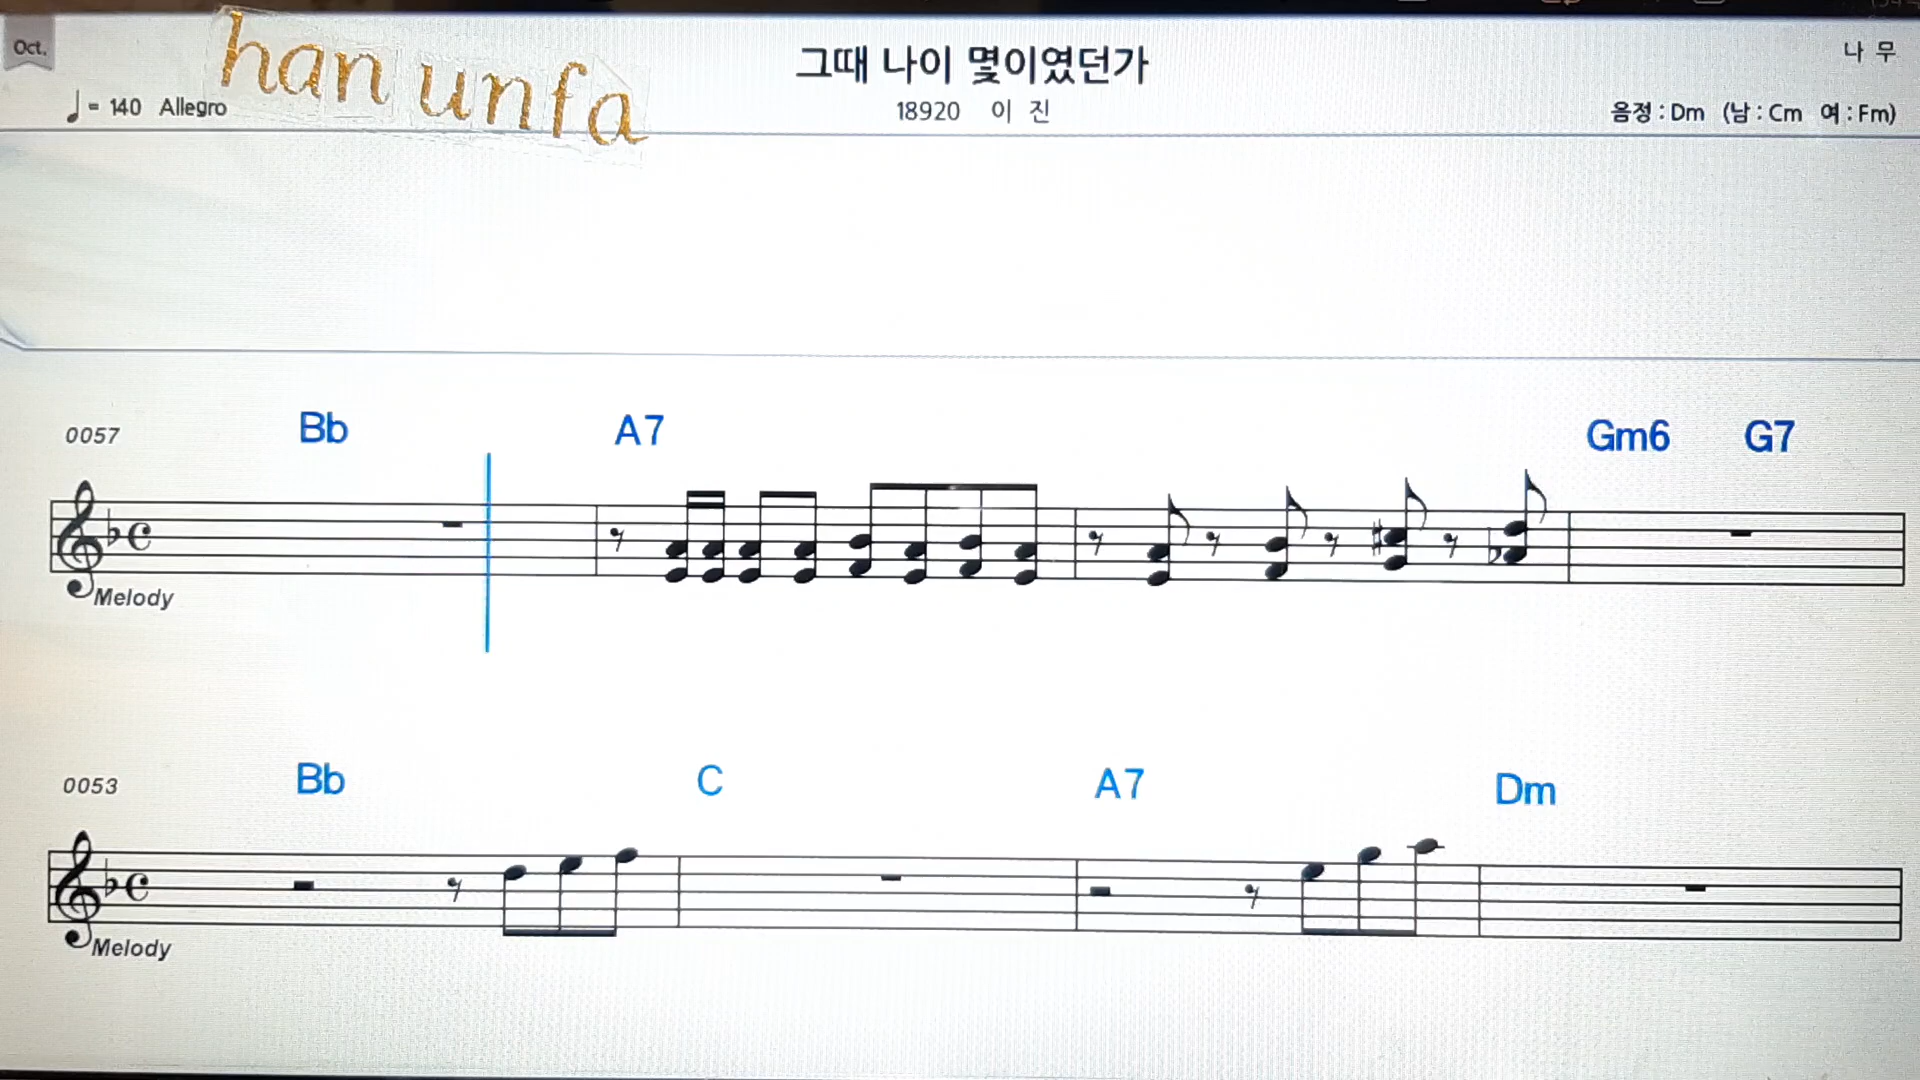 Oct.
han unfa
그때 나이 몇이였던가
나 무
♩ = 140 Allegro
18920 이 진
음정 : Dm (남 : Cm 여 : Fm)
0057 Bb A7 Gm6 G7
Melody
0053 Bb C A7 Dm
Melody